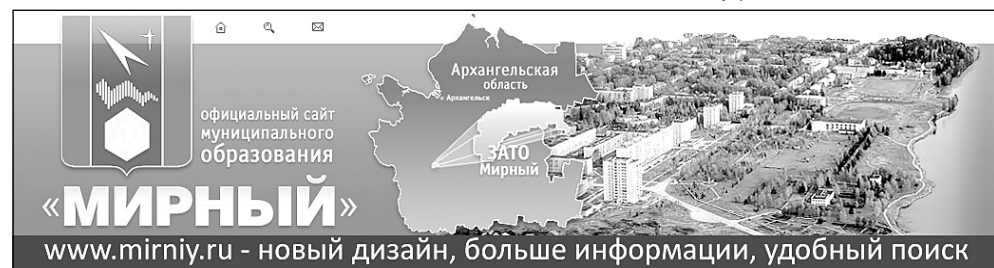 официальный сайт
муниципального
образования
«МИРНЫЙ»
Архангельская
область
Архангельск
ЗАТО
Мирный
www.mirniy.ru - новый дизайн, больше информации, удобный поиск